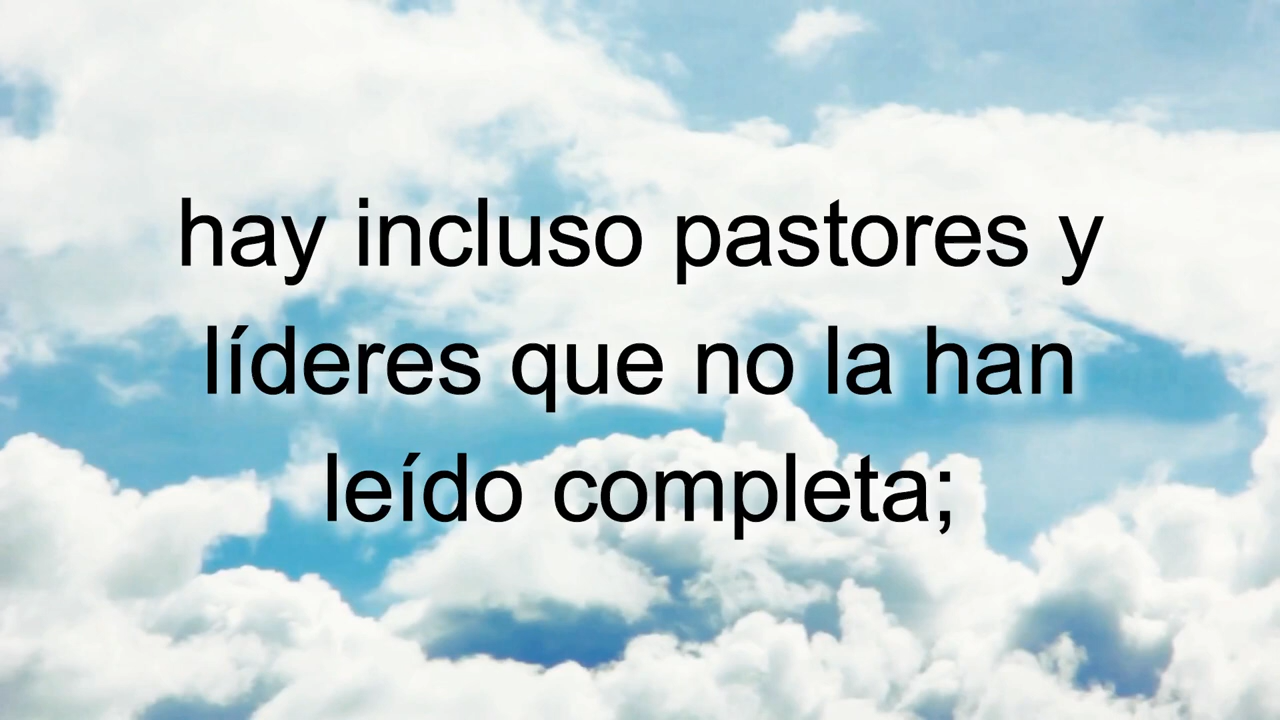 hay incluso pastores y
líderes que no la han
leído completa;